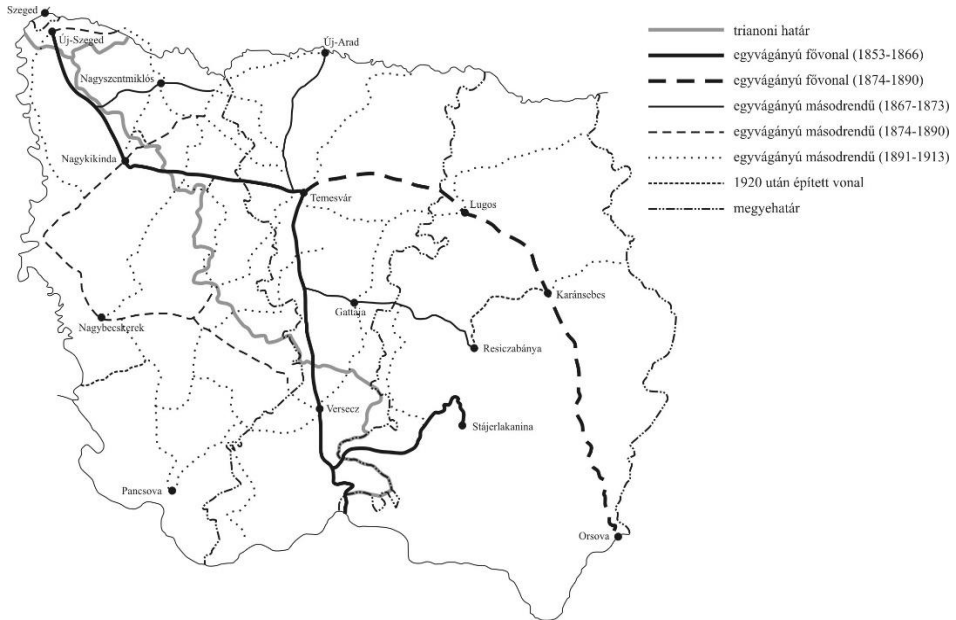 Szeged
Új-Szeged
Új-Arad
Nagyszentmiklós
Nagykikinda
Temesvár
Lugos
Karánsebes
Nagybecskerek
Gattája
Resiczabánya
Versecz
Stájerlakanina
Pancsova
Orsova
trianoni határ
egyvágányú fővonal (1853-1866)
egyvágányú fővonal (1874-1890)
egyvágányú másodrendű (1867-1873)
egyvágányú másodrendű (1874-1890)
egyvágányú másodrendű (1891-1913)
1920 után épített vonal
megyehatár